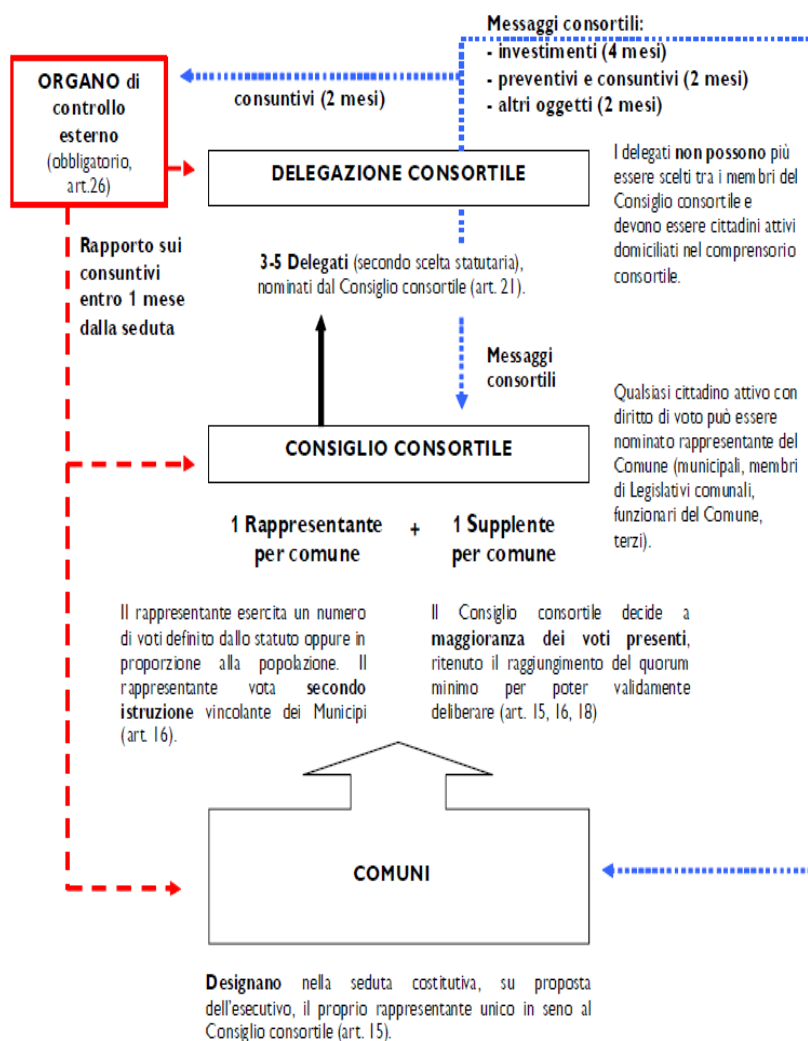 Messaggi consortili:
- investimenti (4 mesi)
- preventivi e consuntivi (2 mesi)
- altri oggetti (2 mesi)
ORGANO di
controllo
esterno
(obbligatorio,
art.26)
consuntivi (2 mesi)
DELEGAZIONE CONSORTILE
I delegati non possono più
essere scelti tra i membri del
Consiglio consortile e
devono essere cittadini attivi
domiciliati nel comprensorio
consortile.
Rapporto sui
consuntivi
entro 1 mese
dalla seduta
3-5 Delegati (secondo scelta statutaria),
nominati dal Consiglio consortile (art. 21).
Messaggi
consortili
Qualsiasi cittadino attivo con
diritto di voto può essere
nominato rappresentante del
Comune (municipali, membri
di Legislativi comunali,
funzionari del Comune,
terzi).
CONSIGLIO CONSORTILE
1 Rappresentante
per comune
+
1 Supplente
per comune
Il rappresentante esercita un numero
di voti definito dallo statuto oppure in
proporzione alla popolazione. Il
rappresentante vota secondo
istruzione vincolante dei Municipi
(art. 16).
Il Consiglio consortile decide a
maggioranza dei voti presenti,
ritenuto il raggiungimento del quorum
minimo per poter validamente
deliberare (art. 15, 16, 18)
COMUNI
Designano nella seduta costitutiva, su proposta
dell'esecutivo, il proprio rappresentante unico in seno al
Consiglio consortile (art. 15).